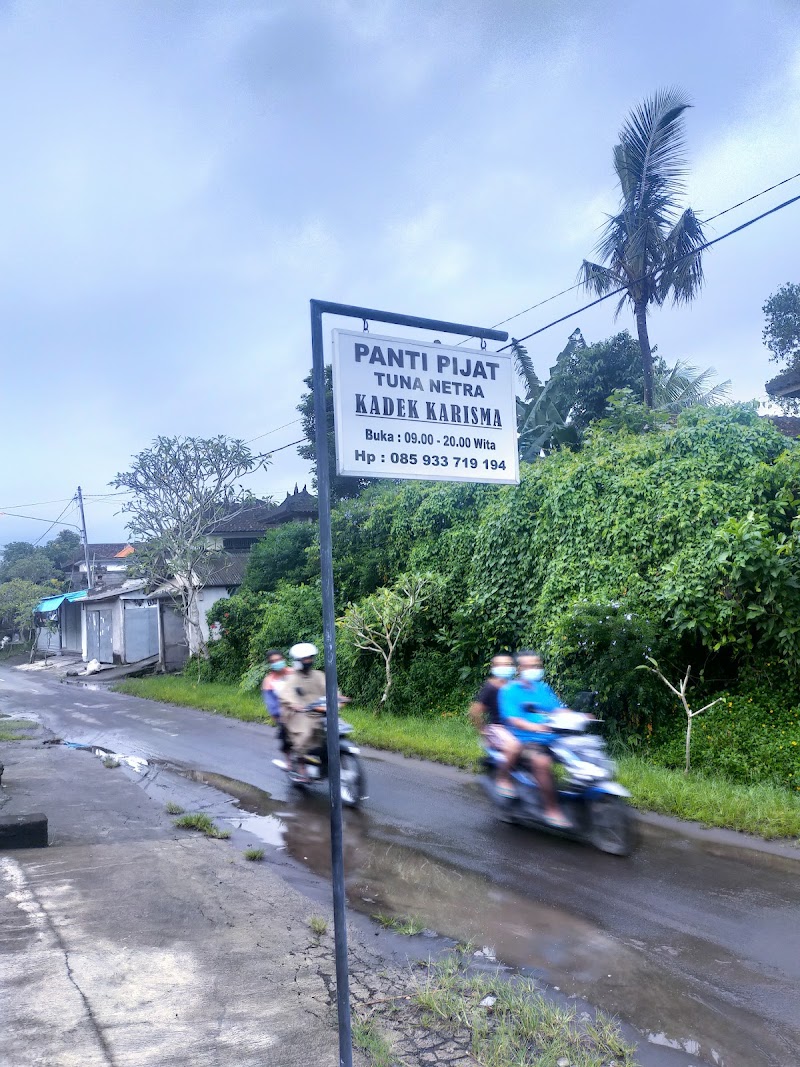 PANTI PIJAT
TUNA NETRA
KADEK KARISMA
Buka : 09.00 - 20.00 Wita
Hp : 085 933 719 194